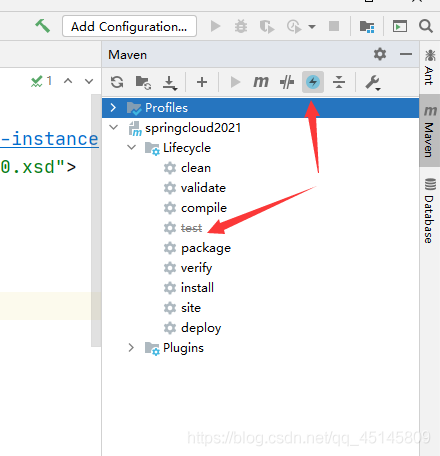 Add Configuration...
Maven
1
Profiles
-instance
springcloud2021
0.xsd">
Lifecycle
clean
validate
compile
test
package
verify
install
site
deploy
Plugins
Ant
m Maven
Database
https://blog.csdn.net/qq_45145809